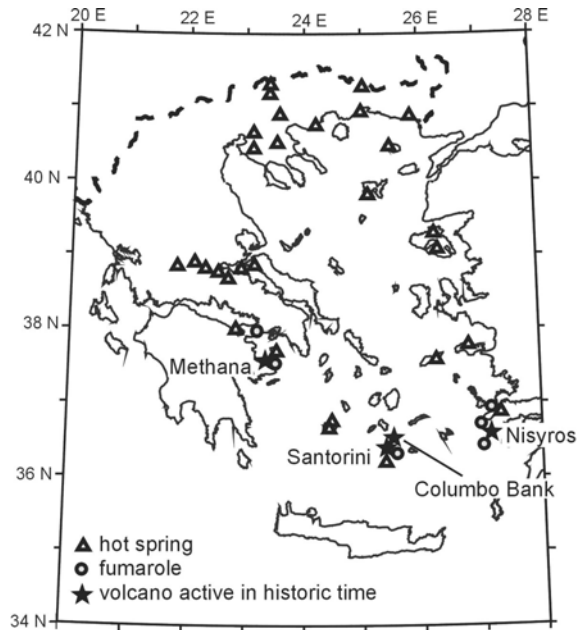 20 E 22 E 24 E 26 E 28 E
42 N
40 N
38 N
Methana
Nisyros
Santorini
36 N
Columbo Bank
hot spring
fumarole
volcano active in historic time
34 N